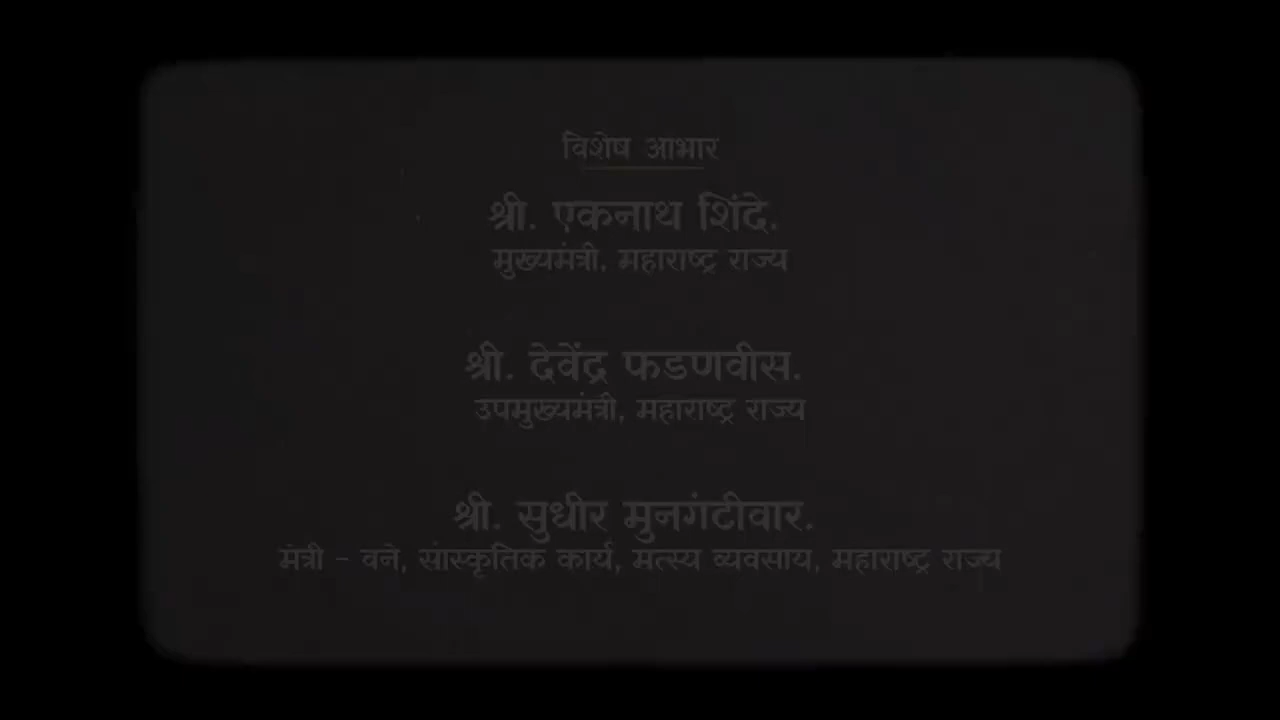 विशेष आभार
श्री. एकनाथ शिंदे.
मुख्यमंत्री, महाराष्ट्र राज्य
श्री. देवेंद्र फडणवीस.
उपमुख्यमंत्री, महाराष्ट्र राज्य
श्री. सुधीर मुनगंटीवार.
मंत्री - वने, सांस्कृतिक कार्य, मत्स्य व्यवसाय, महाराष्ट्र राज्य